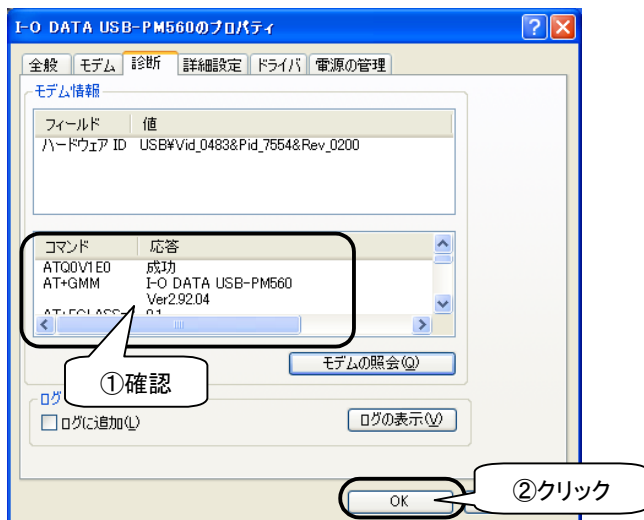 I-O DATA USB-PM560のプロパティ
全般 モデム 診断 詳細設定 ドライバ 電源の管理
モデム情報
フィールド 値
ハードウェア ID USB¥Vid_0483&Pid_7554&Rev_0200
コマンド 応答
ATQ0V1E0 成功
AT+GMM I-O DATA USB-PM560
Ver2.92.04
モデムの照会(Q)
①確認
ログ
ログに追加(L) ログの表示(V)
OK
②クリック